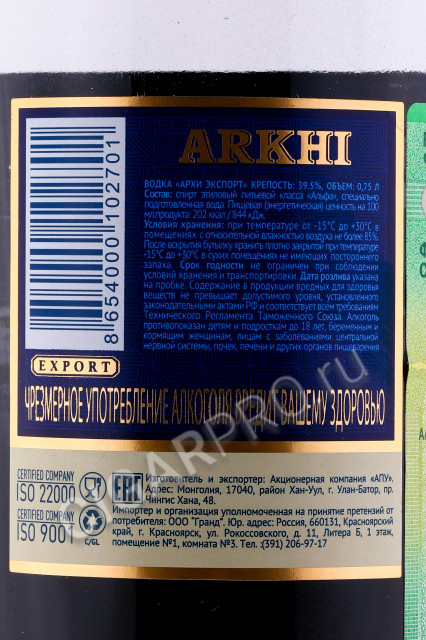 ARKHI
ВОДКА «АРХИ ЭКСПОРТ» КРЕПОСТЬ: 39.5%, ОБЪЕМ: 0,75 Л
Состав: спирт этиловый питьевой класса «Альфа», специально
подготовленная вода. Пищевая (энергетическая) ценность на 100
мл.продукта: 202 ккал / 844 кДж.
Условия хранения: при температуре от -15°C до +30°C в
помещениях с относительной влажностью воздуха не более 85%.
После вскрытия бутылку хранить плотно закрытой при температуре
-15°C до +30°C в сухих помещениях не имеющих постороннего
запаха. Срок годности не ограничен при соблюдении
условий хранения и транспортировки. Дата розлива указана
на пробке. Содержание в продукции вредных для здоровья
веществ не превышает допустимого уровня, установленного
законодательными актами РФ и соответствует всем требованиям
Технического Регламента Таможенного Союза. Алкоголь
противопоказан детям и подросткам до 18 лет, беременным и
кормящим женщинам, лицам с заболеваниями центральной
нервной системы, почек, печени и других органов пищеварения
8 654000 102701
EXPORT
ЧРЕЗМЕРНОЕ УПОТРЕБЛЕНИЕ АЛКОГОЛЯ ВРЕДИТ ВАШЕМУ ЗДОРОВЬЮ
CERTIFIED COMPANY
ISO 22000
CERTIFIED COMPANY
ISO 9001
EAC
C/GL
Изготовитель и экспортер: Акционерная компания «АПУ».
Адрес: Монголия, 17040, район Хан-Уул, г. Улан-Батор, пр.
Чингис Хана, 48.
Импортер и организация уполномоченная на принятие претензий от
потребителя: ООО "Гранд". Юр. адрес: Россия, 660131, Красноярский
край, г. Красноярск, ул. Рокоссовского, д. 11, Литера Б, 1 этаж,
помещение №1, комната №3. Тел.:(391) 206-97-17
CIGARPRO.RU